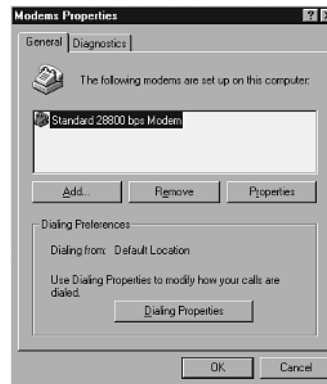 Modems Properties
General
Diagnostics
The following modems are set up on this computer:
Standard 28800 bps Modem
Add...
Remove
Properties
Dialing Preferences
Dialing from: Default Location
Use Dialing Properties to modify how your calls are
dialed.
Dialing Properties
OK
Cancel